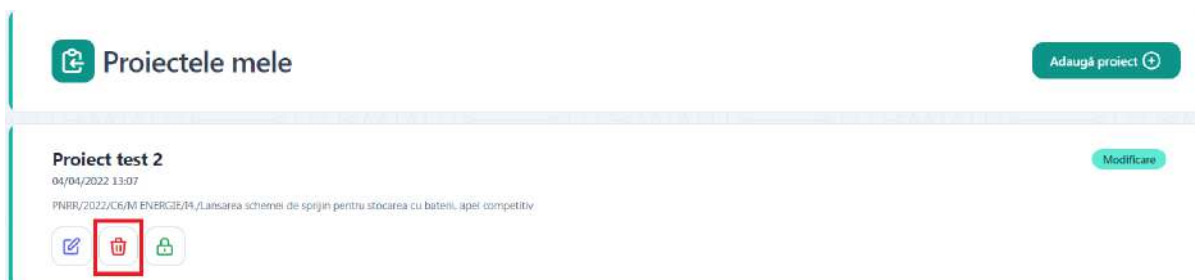 Proiectele mele
Adaugă proiect
Proiect test 2
Modificare
04/04/2022 13:07
PNRR/2022/C6/M ENERGIE/I4,/Lansarea schemei de sprijin pentru stocarea cu baterii, apel competitiv